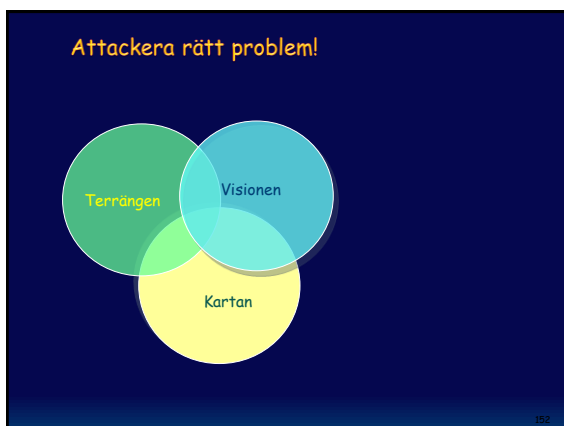 Attackera rätt problem!
Terrängen
Visionen
Kartan
152